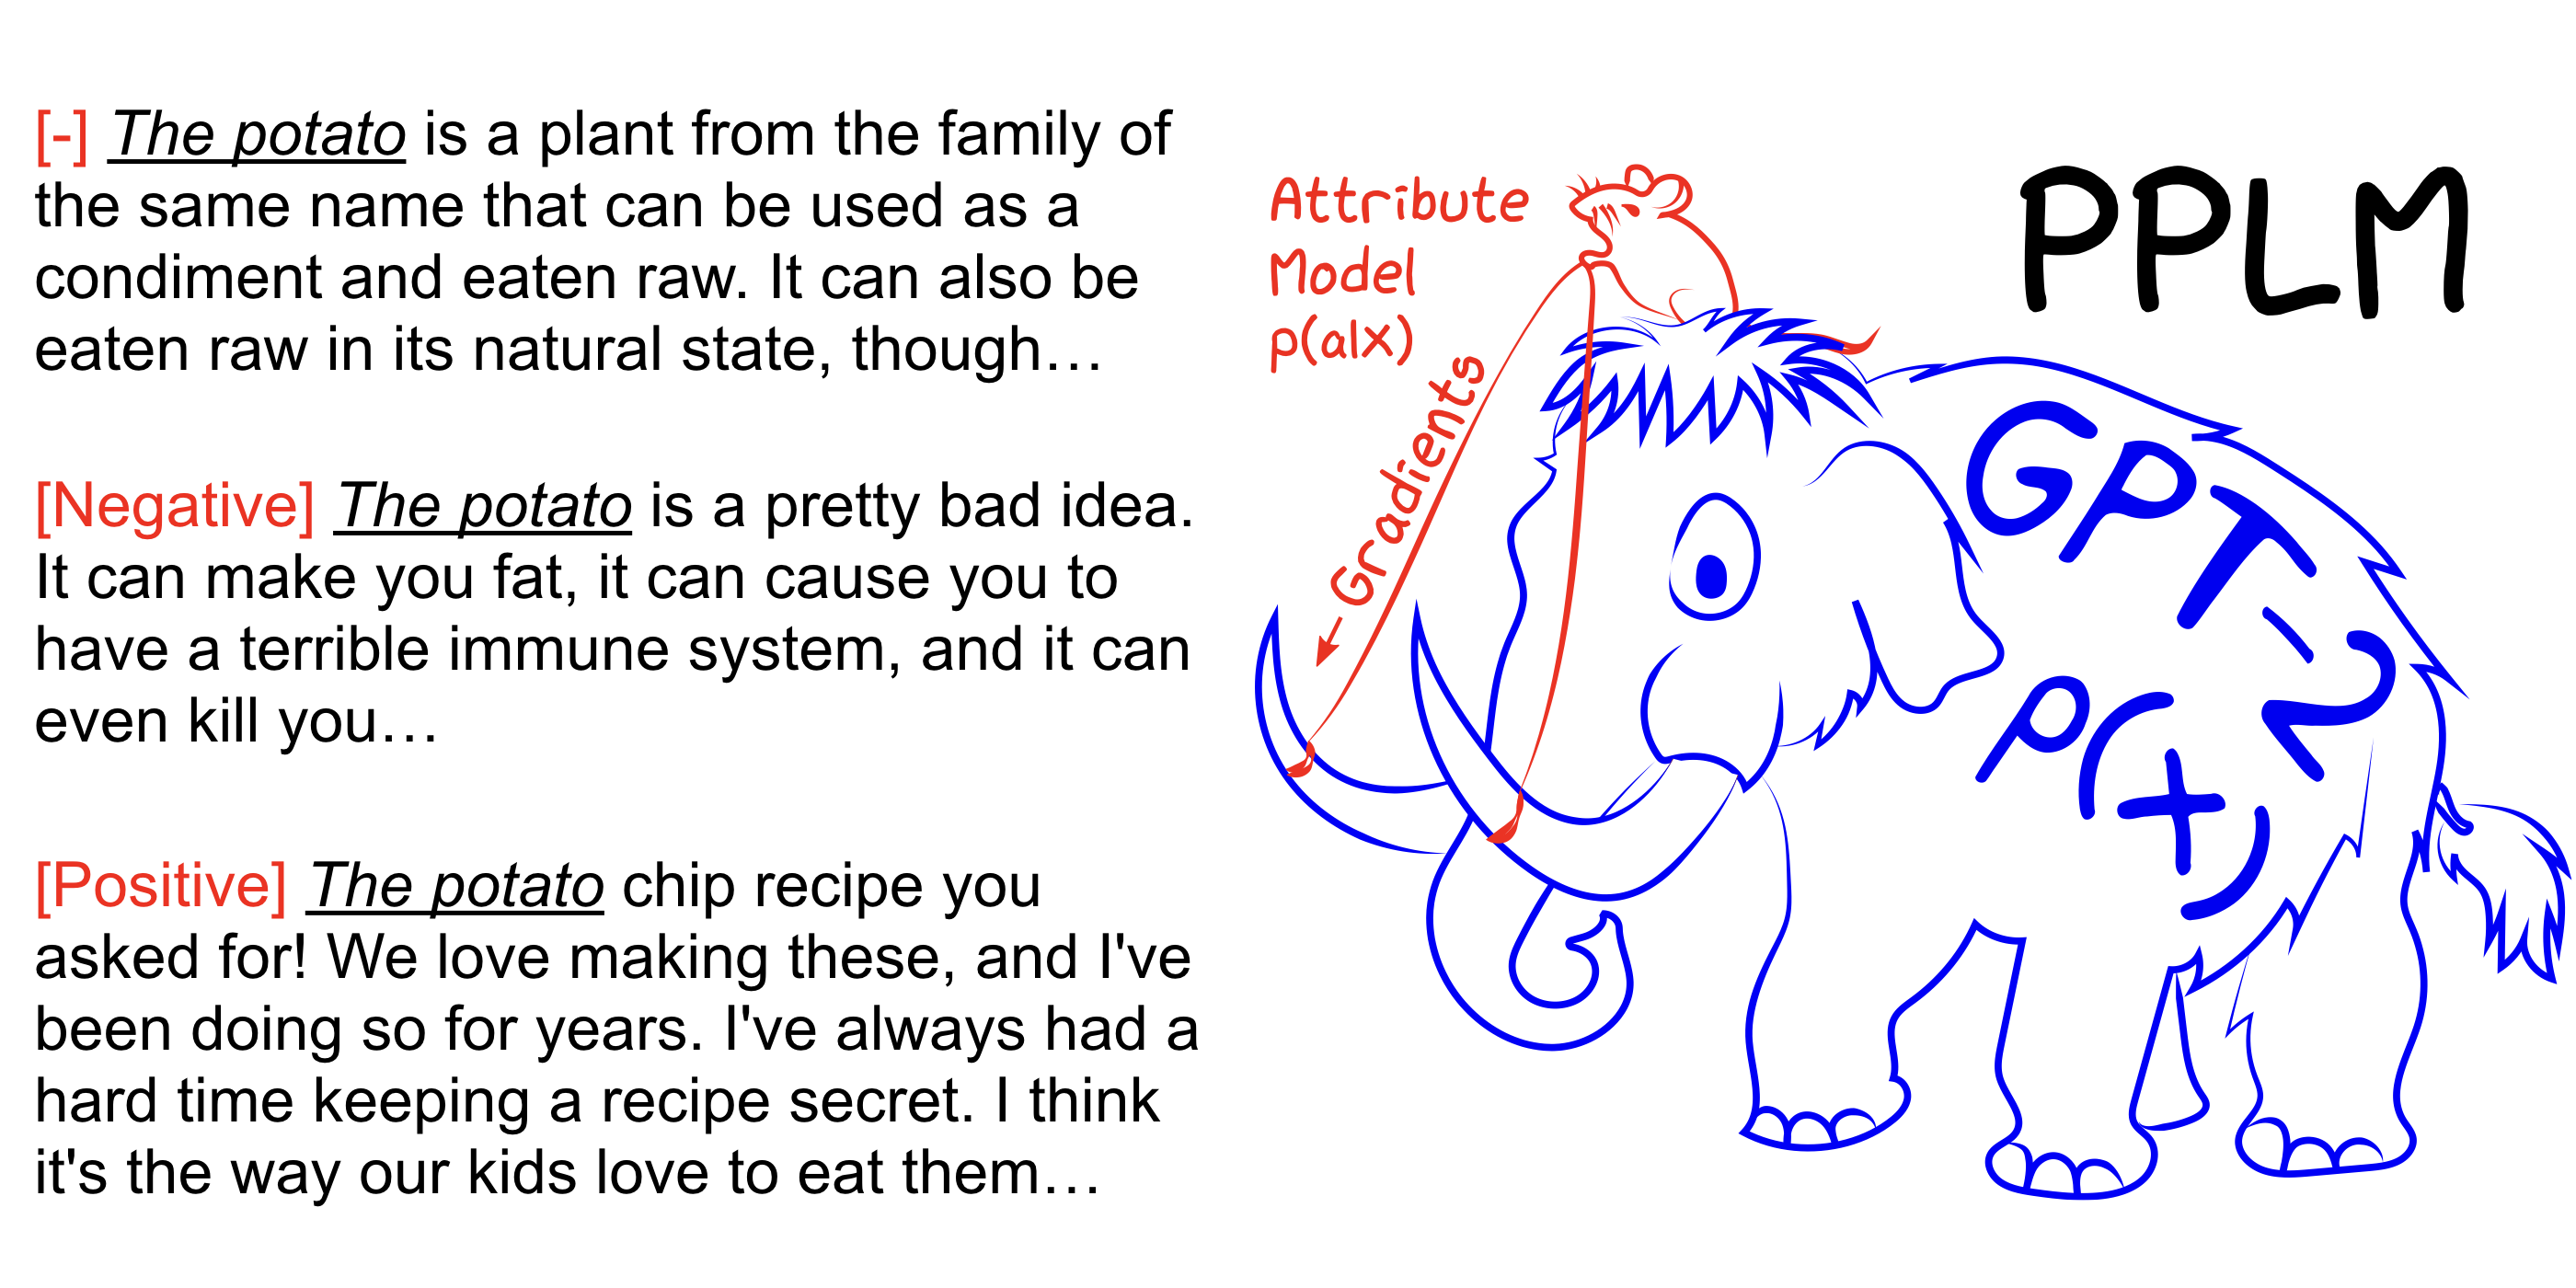 [-] The potato is a plant from the family of
the same name that can be used as a
condiment and eaten raw. It can also be
eaten raw in its natural state, though…
[Negative] The potato is a pretty bad idea.
It can make you fat, it can cause you to
have a terrible immune system, and it can
even kill you…
[Positive] The potato chip recipe you
asked for! We love making these, and I've
been doing so for years. I've always had a
hard time keeping a recipe secret. I think
it's the way our kids love to eat them…
Attribute
Model
p(a|x)
Gradients
PPLM
GPT-2
p(x)